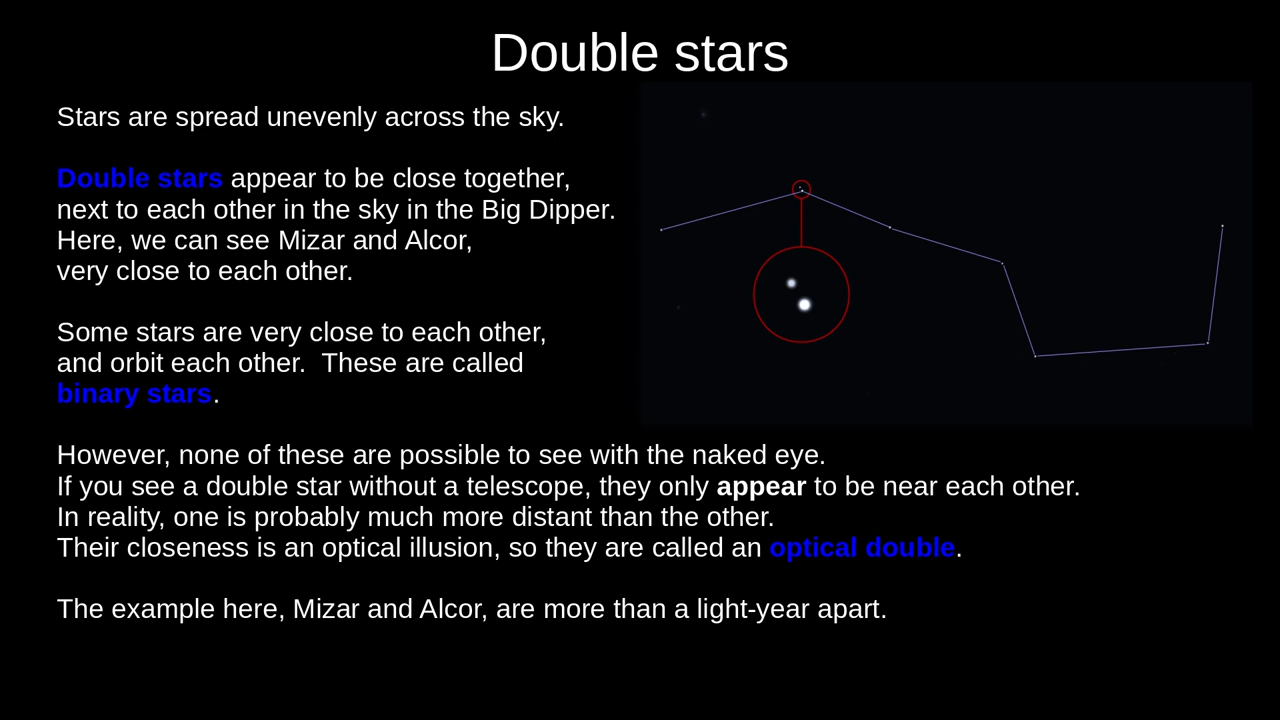 Double stars
Stars are spread unevenly across the sky.
Double stars appear to be close together,
next to each other in the sky in the Big Dipper.
Here, we can see Mizar and Alcor,
very close to each other.
Some stars are very close to each other,
and orbit each other.  These are called
binary stars.
However, none of these are possible to see with the naked eye.
If you see a double star without a telescope, they only appear to be near each other.
In reality, one is probably much more distant than the other.
Their closeness is an optical illusion, so they are called an optical double.
The example here, Mizar and Alcor, are more than a light-year apart.